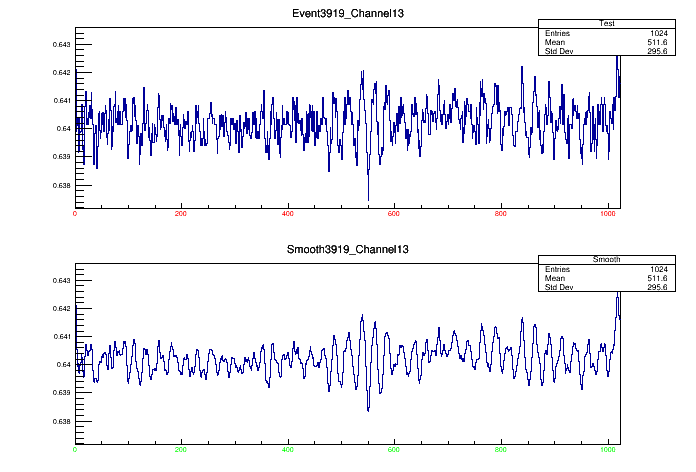 Event3919_Channel13
Test
Entries 1024
Mean 511.6
Std Dev 295.6
0.643
0.642
0.641
0.64
0.639
0.638
0 200 400 600 800 1000
Smooth3919_Channel13
Smooth
Entries 1024
Mean 511.6
Std Dev 295.6
0.643
0.642
0.641
0.64
0.639
0.638
0 200 400 600 800 1000